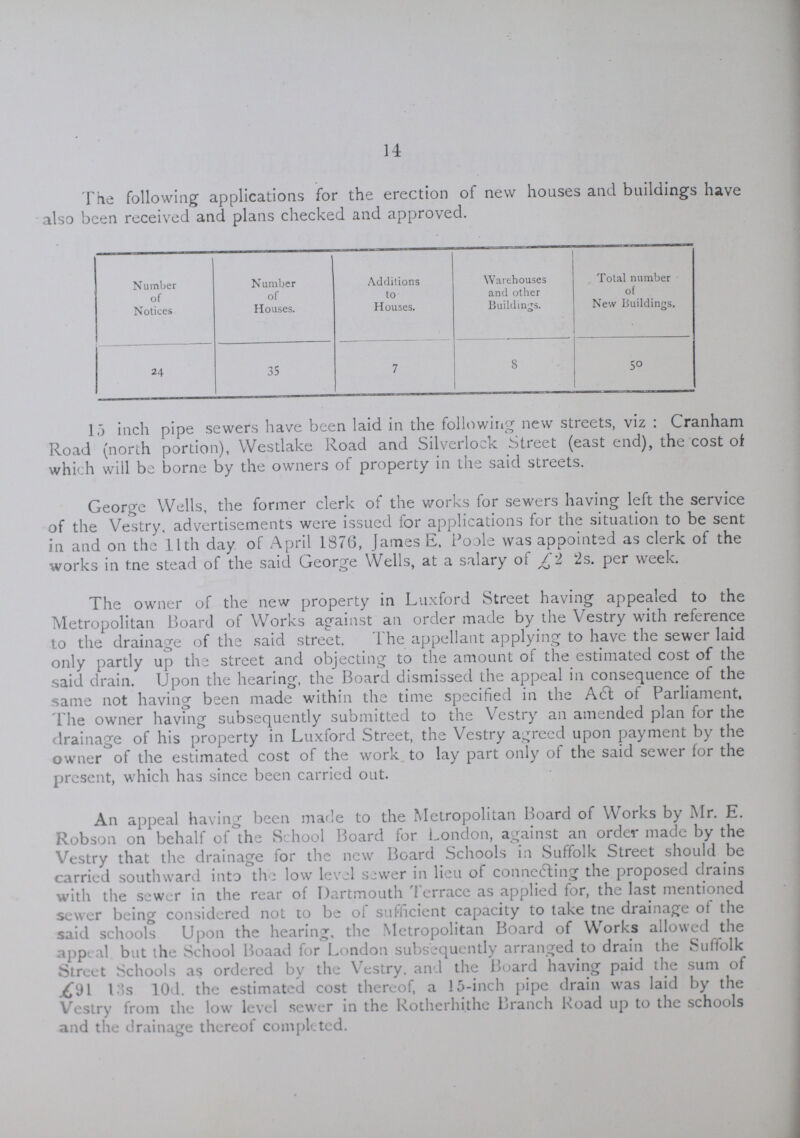 14
The following applications for the erection of new houses and buildings have
also been received and plans checked and approved.
Number of Notices | Number of Houses. | Additions to Houses. | Warehouses and other Buildings. | Total number of New Buildings.
24 | 35 | 7 | 8 | 50
15 inch pipe sewers have been laid in the following new streets, viz : Cranham
Road (north portion), Westlake Road and Silverlock Street (east end), the cost of
which will be borne by the owners of property in the said streets.
George Wells, the former clerk of the works for sewers having left the service
of the Vestry. advertisements were issued for applications for the situation to be sent
in and on the 11th day of April 1876, James E. Poole was appointed as clerk of the
works in tne stead of the said George Wells, at a salary of £2 2s. per week.
The owner of the new property in Luxford Street having appealed to the
Metropolitan Board of Works against an order made by the Vestry with reference
to the drainage of the said street. The appellant applying to have the sewer laid
only partly up the street and objecting to the amount of the estimated cost of the
said drain. Upon the hearing, the Board dismissed the appeal in consequence of the
same not having been made within the time specified in the Act of Parliament,
The owner having subsequently submitted to the Vestry an amended plan for the
drainage of his property in Luxford Street, the Vestry agreed upon payment by the
owner of the estimated cost of the work to lay part only of the said sewer for the
present, which has since been carried out.
An appeal having been made to the Metropolitan Board of Works by Mr. E.
Robson on behalf of the School Board for London, against an order made by the
Vestry that the drainage for the new Board Schools in Suffolk Street should be
carried southward into the low level sewer in lieu of connecting the proposed drains
with the sewer in the rear of Dartmouth Terrace as applied for, the last mentioned
sewer being considered not to be of sufficient capacity to take tne drainage of the
said schools Upon the hearing. the Metropolitan Board of Works allowed the
appeal but the School Boaad for London subsequently arranged to drain the Suffolk
Street Schools as ordered by the Vestry. and the Board having paid the sum of
£91 13s 10d. the estimated cost thereof, a 15-inch pipe drain was laid by the
Vestry from the low level sewer in the Rotherhithe Branch Road up to the schools
and the drainage thereof completed.